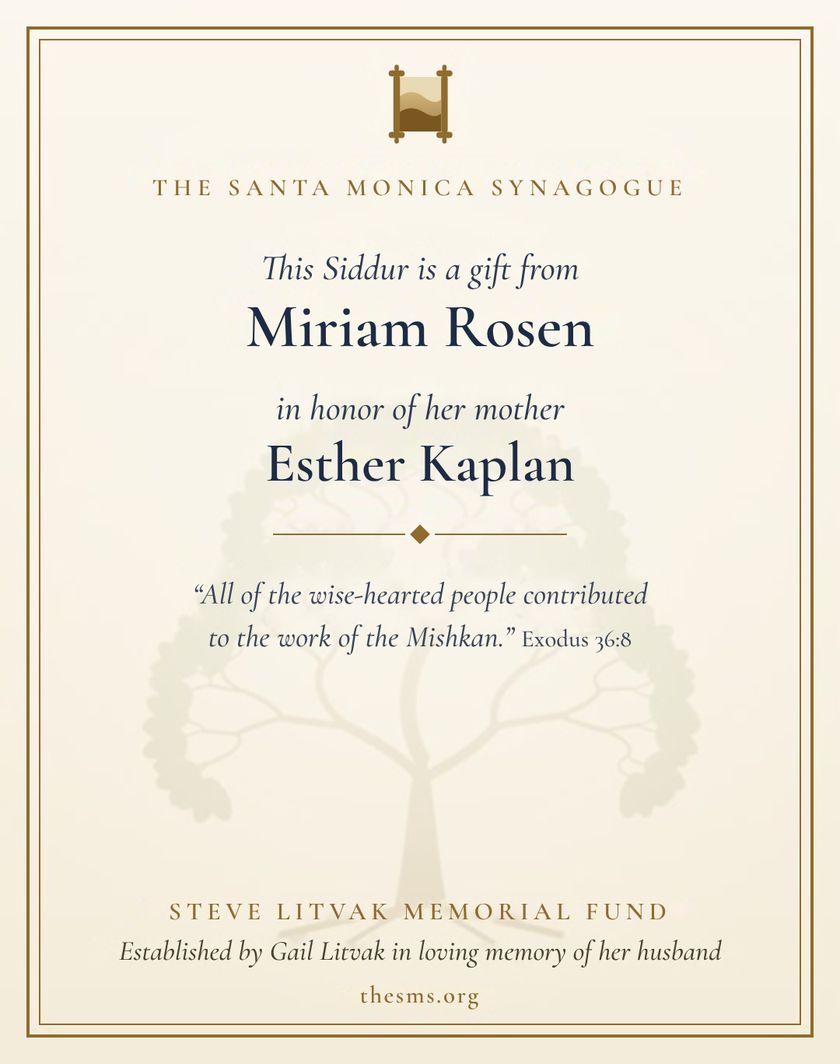 THE SANTA MONICA SYNAGOGUE
This Siddur is a gift from
Miriam Rosen
in honor of her mother
Esther Kaplan
“All of the wise-hearted people contributed
to the work of the Mishkan.” Exodus 36:8
STEVE LITVAK MEMORIAL FUND
Established by Gail Litvak in loving memory of her husband
thesms.org